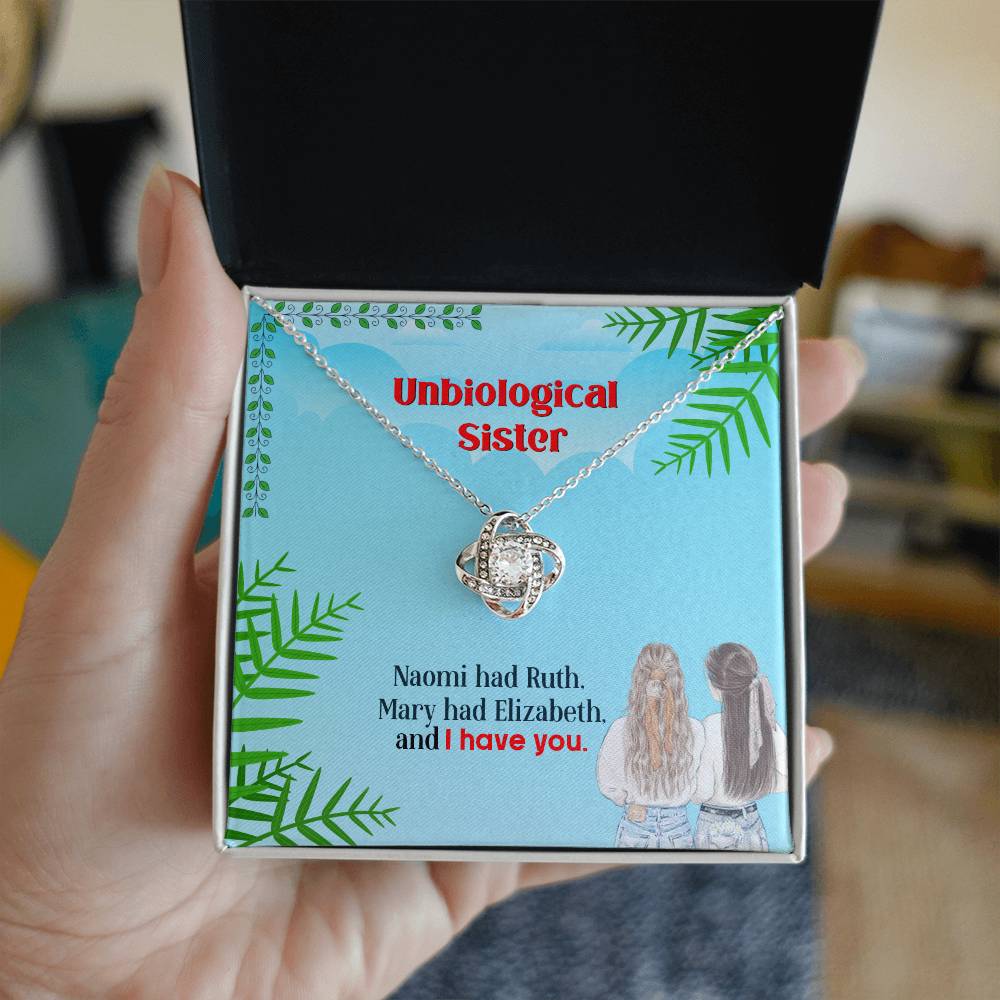 Unbiological
Sister
Naomi had Ruth,
Mary had Elizabeth,
and I have you.